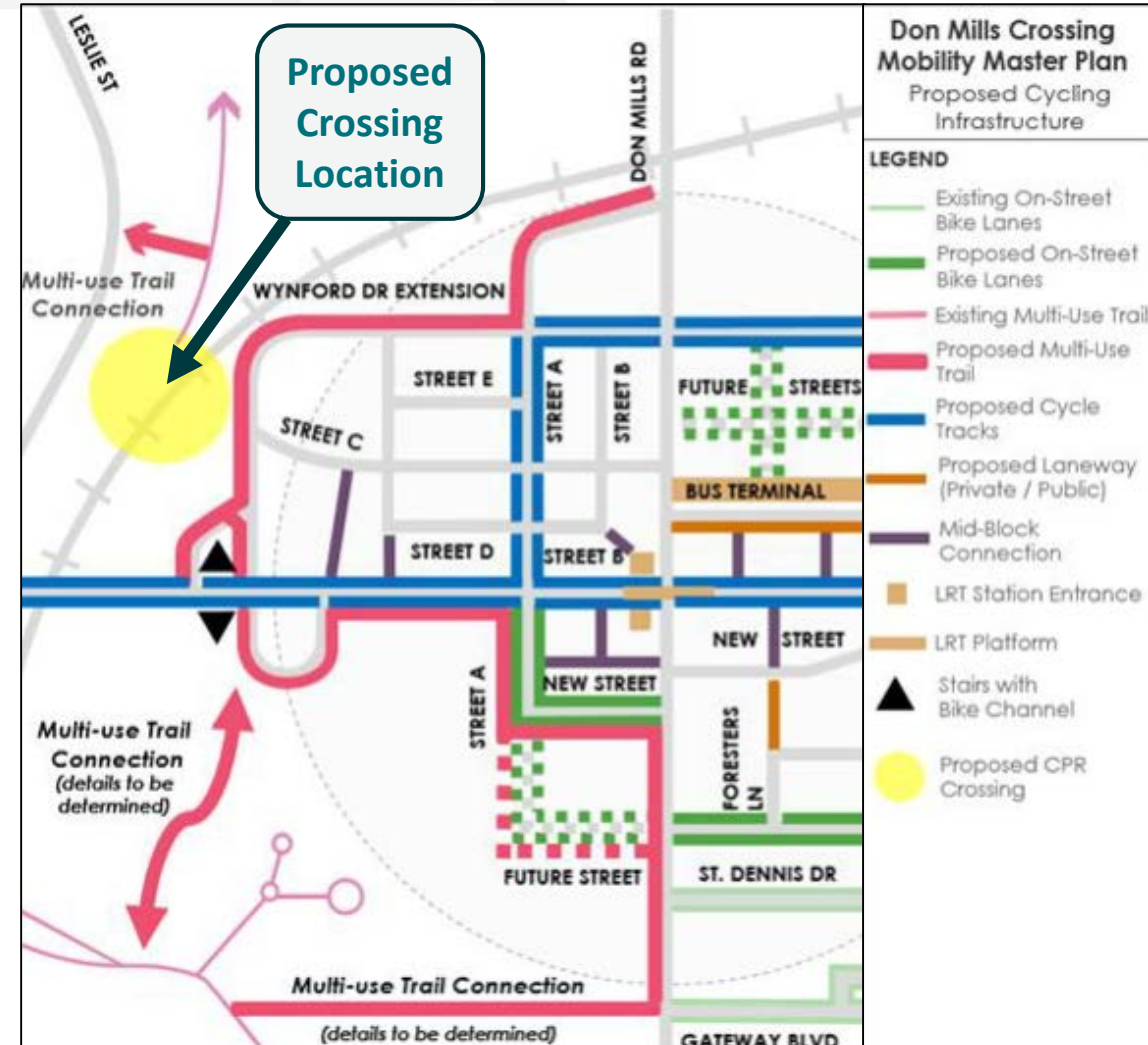 LESLIE ST
Proposed
Crossing
Location
DON MILLS RD
Multi-use Trail
Connection
WYNFORD DR EXTENSION
STREET E
STREET A
STREET B
FUTURE STREETS
STREET C
BUS TERMINAL
STREET D
STREET B
NEW STREET
STREET A
NEW STREET
Multi-use Trail
Connection
(details to be
determined)
FORESTERS
LN
FUTURE STREET
ST. DENNIS DR
Multi-use Trail Connection
(details to be determined)
GATEWAY BLVD
Don Mills Crossing
Mobility Master Plan
Proposed Cycling
Infrastructure
LEGEND
Existing On-Street
Bike Lanes
Proposed On-Street
Bike Lanes
Existing Multi-Use Trail
Proposed Multi-Use
Trail
Proposed Cycle
Tracks
Proposed Laneway
(Private / Public)
Mid-Block
Connection
LRT Station Entrance
LRT Platform
Stairs with
Bike Channel
Proposed CPR
Crossing